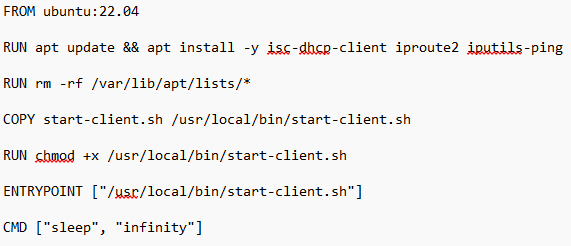 FROM ubuntu:22.04
RUN apt update && apt install -y isc-dhcp-client iproute2 iputils-ping
RUN rm -rf /var/lib/apt/lists/*
COPY start-client.sh /usr/local/bin/start-client.sh
RUN chmod +x /usr/local/bin/start-client.sh
ENTRYPOINT ["/usr/local/bin/start-client.sh"]
CMD ["sleep", "infinity"]